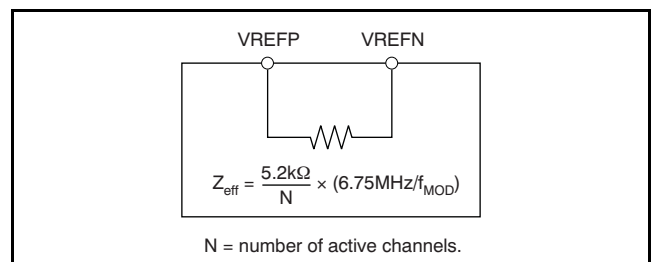 VREFP VREFN
Z_eff = 5.2kΩ/N × (6.75MHz/f_MOD)
N = number of active channels.